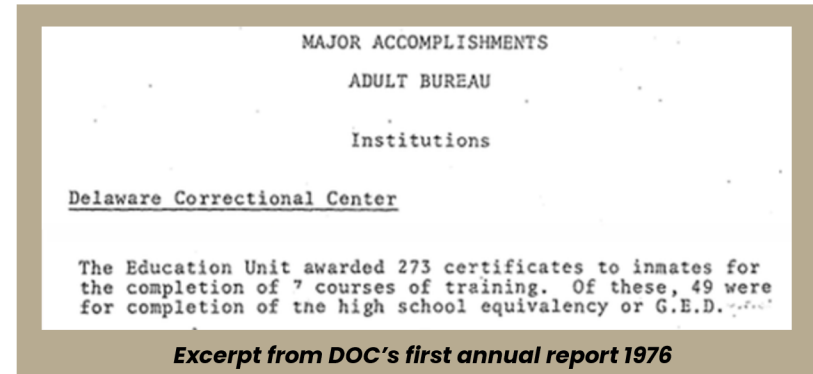 MAJOR ACCOMPLISHMENTS
ADULT BUREAU
Institutions
Delaware Correctional Center
The Education Unit awarded 273 certificates to inmates for
the completion of 7 courses of training. Of these, 49 were
for completion of the high school equivalency or G.E.D.
Excerpt from DOC’s first annual report 1976